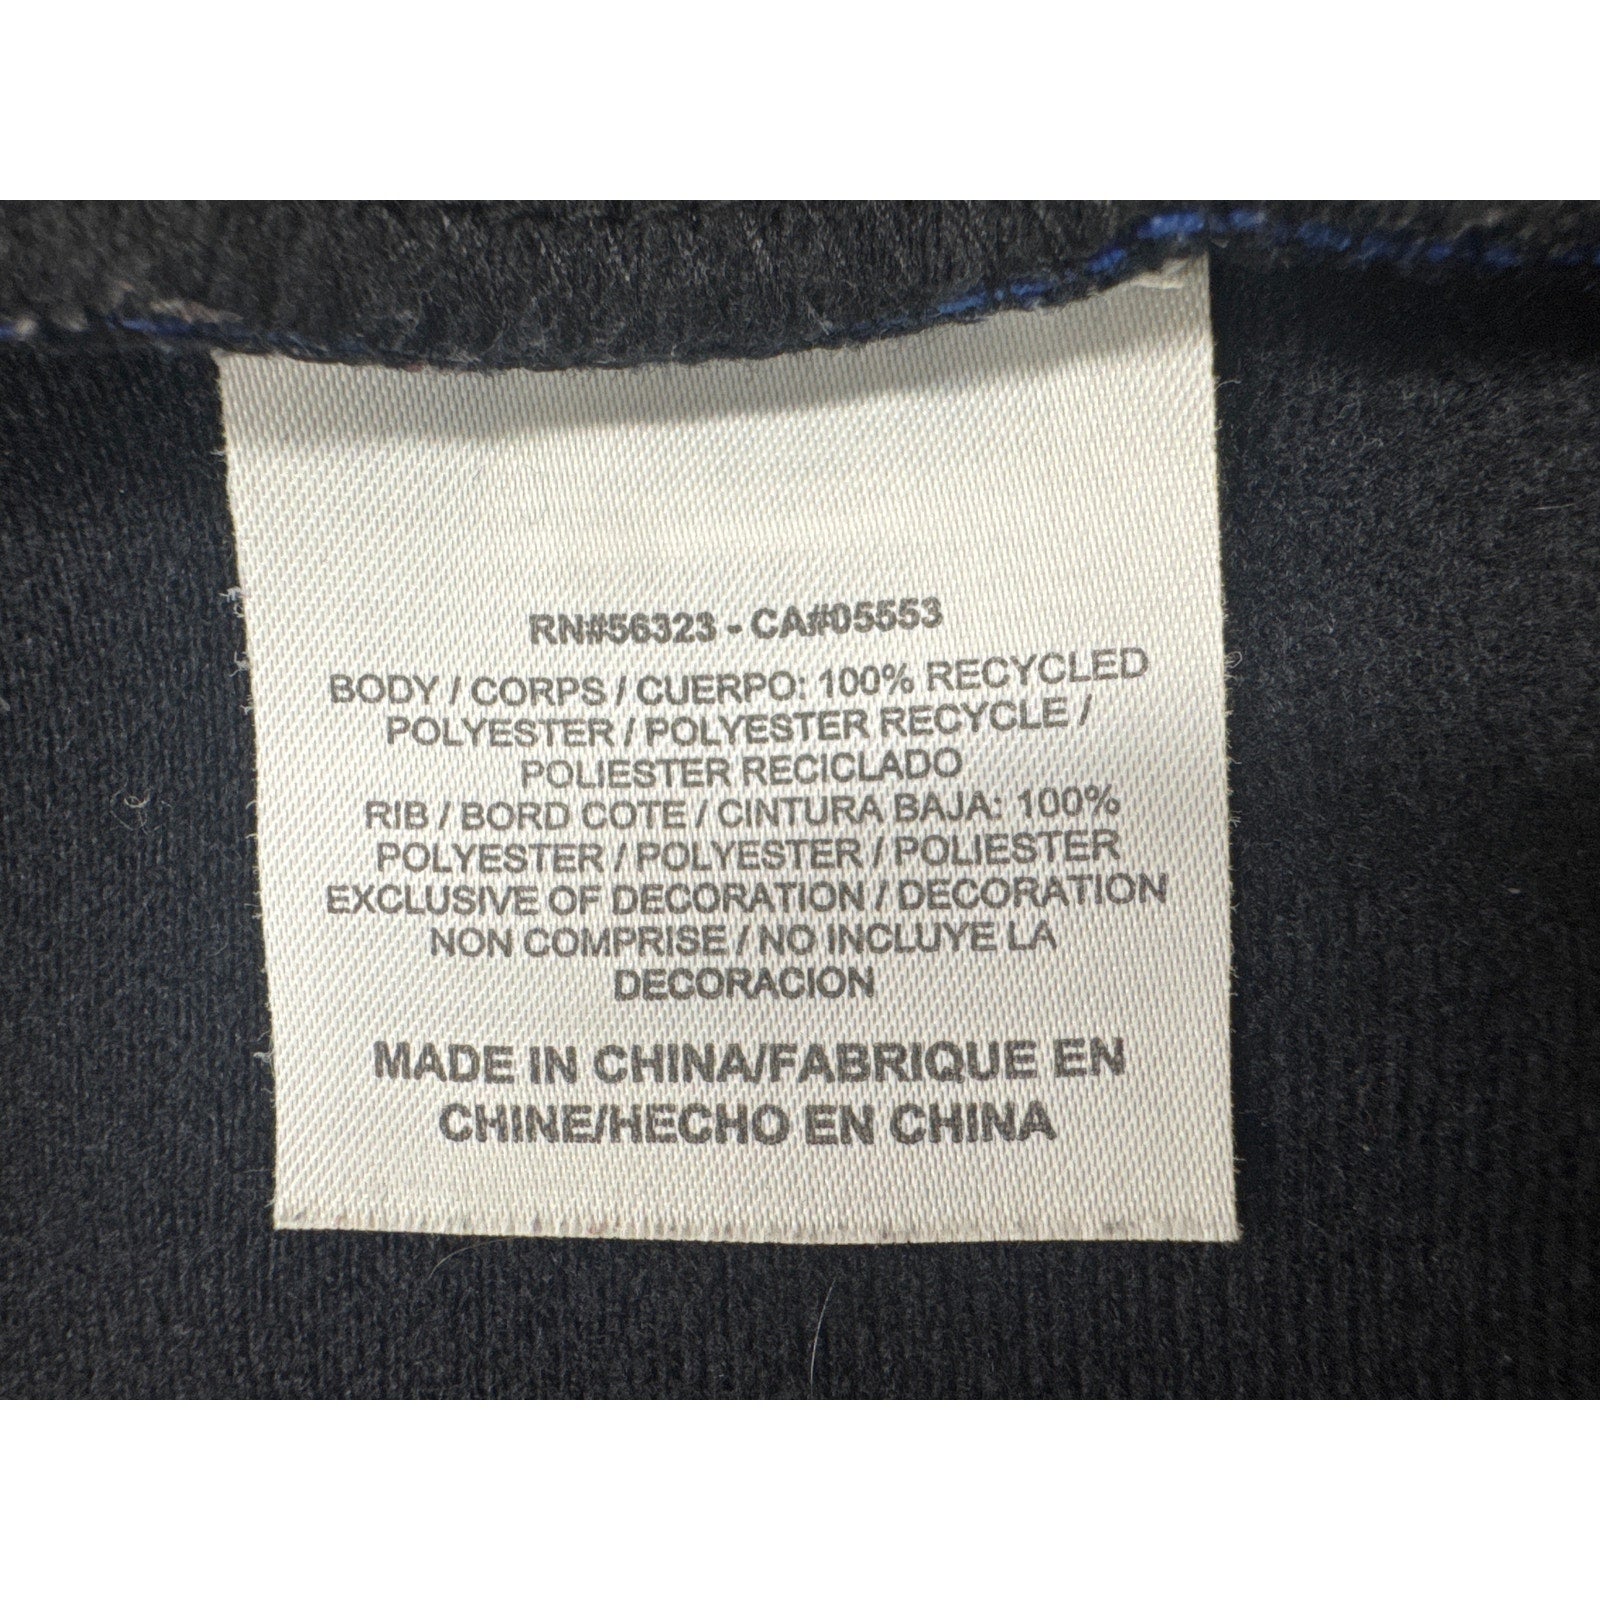 RN#56323 - CA#05553
BODY / CORPS / CUERPO: 100% RECYCLED
POLYESTER / POLYESTER RECYCLE /
POLIESTER RECICLADO
RIB / BORD COTE / CINTURA BAJA: 100%
POLYESTER / POLYESTER / POLIESTER
EXCLUSIVE OF DECORATION / DECORATION
NON COMPRISE / NO INCLUYE LA
DECORACION
MADE IN CHINA/FABRIQUE EN
CHINE/HECHO EN CHINA